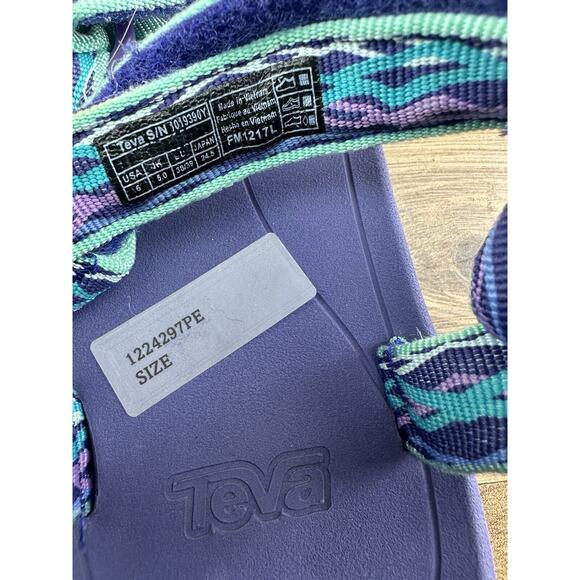 Teva S/N 1019390Y
USA UK EU JAPAN
6 5.0 38/39 24.5
Made in Vietnam
Fabriqué au Vietnam
Hecho en Vietnam
FM1217L
1224297PE
SIZE
Teva